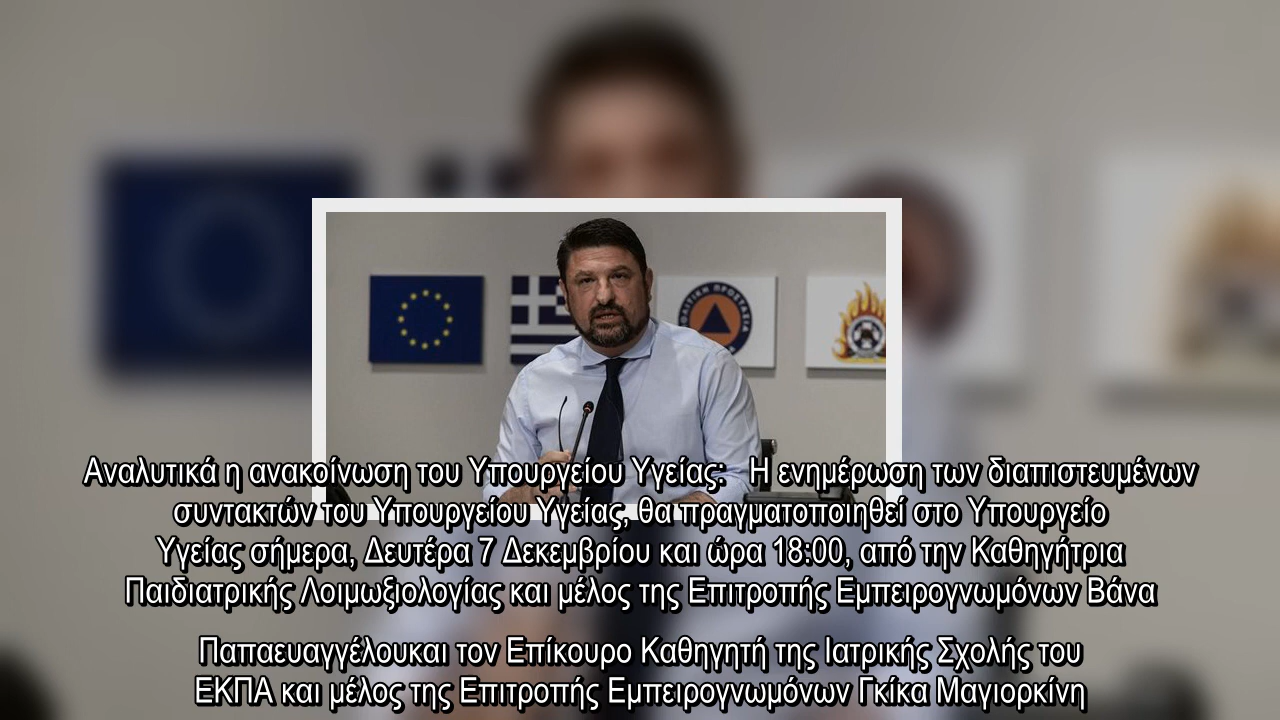 ΠΟΛΙΤΙΚΗ ΠΡΟΣΤΑΣΙΑ
Αναλυτικά η ανακοίνωση του Υπουργείου Υγείας: Η ενημέρωση των διαπιστευμένων
συντακτών του Υπουργείου Υγείας, θα πραγματοποιηθεί στο Υπουργείο
Υγείας σήμερα, Δευτέρα 7 Δεκεμβρίου και ώρα 18:00, από την Καθηγήτρια
Παιδιατρικής Λοιμωξιολογίας και μέλος της Επιτροπής Εμπειρογνωμόνων Βάνα
Παπαευαγγέλουκαι τον Επίκουρο Καθηγητή της Ιατρικής Σχολής του
ΕΚΠΑ και μέλος της Επιτροπής Εμπειρογνωμόνων Γκίκα Μαγιορκίνη